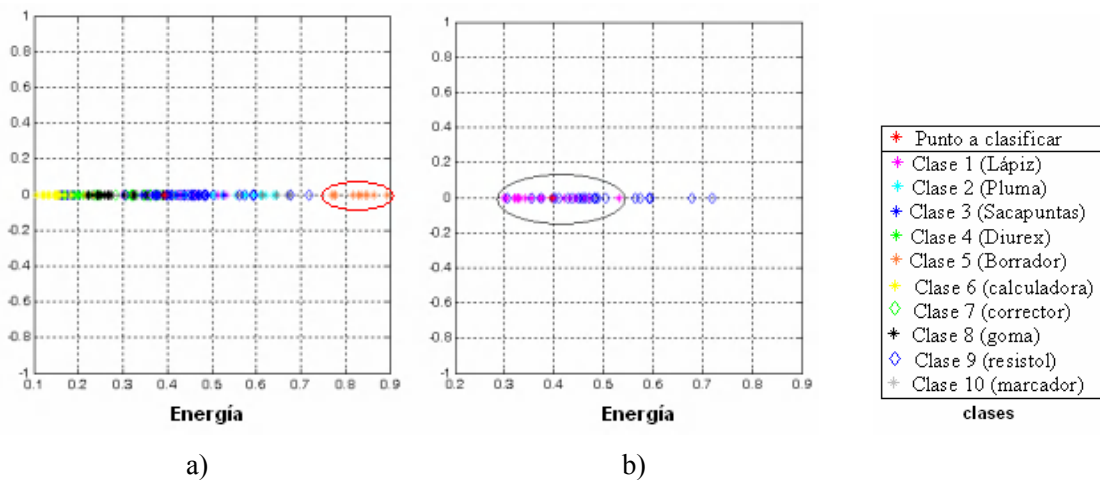 1
0.8
0.6
0.4
0.2
0
-0.2
-0.4
-0.6
-0.8
-1
0.1 0.2 0.3 0.4 0.5 0.6 0.7 0.8 0.9
Energía
a)
1
0.8
0.6
0.4
0.2
0
-0.2
-0.4
-0.6
-0.8
-1
0.2 0.3 0.4 0.5 0.6 0.7 0.8 0.9
Energía
b)
Punto a clasificar
Clase 1 (Lápiz)
Clase 2 (Pluma)
Clase 3 (Sacapuntas)
Clase 4 (Diurex)
Clase 5 (Borrador)
Clase 6 (calculadora)
Clase 7 (corrector)
Clase 8 (goma)
Clase 9 (resistol)
Clase 10 (marcador)
clases